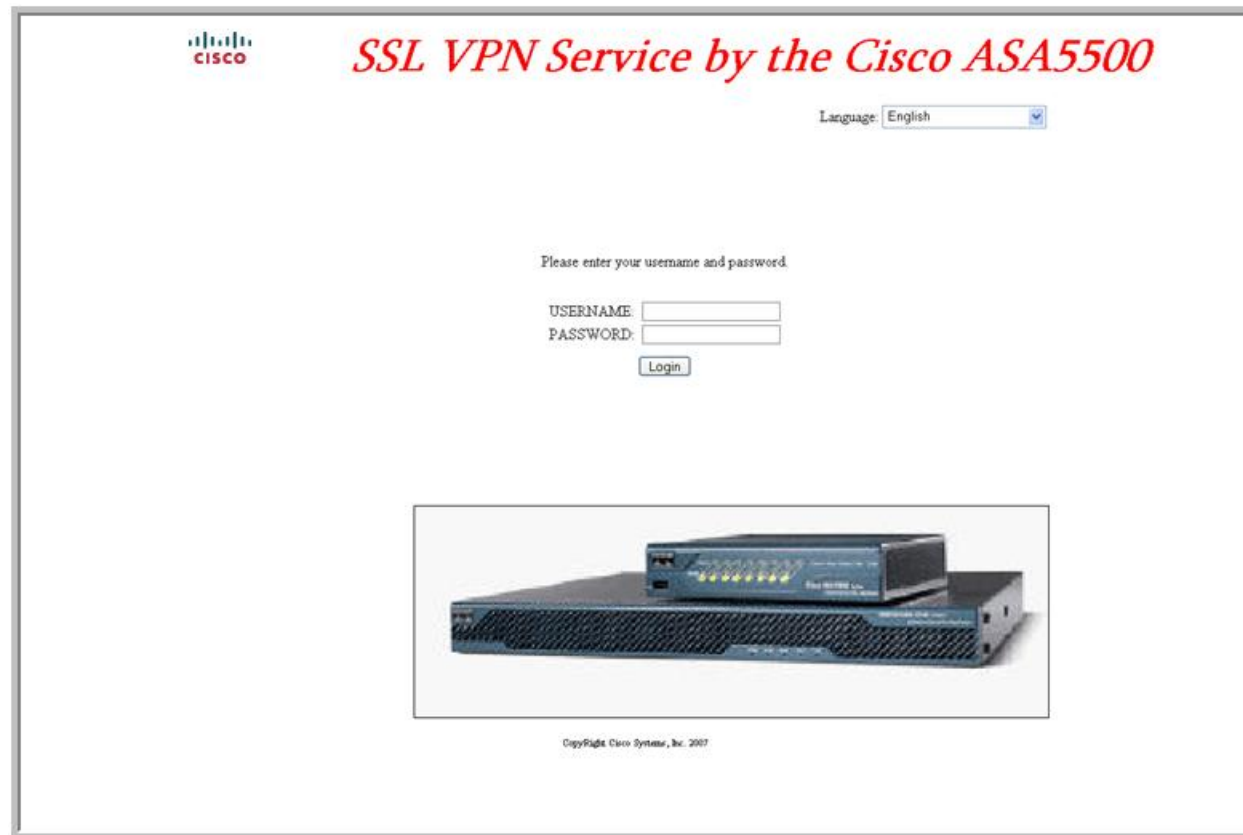 CISCO
SSL VPN Service by the Cisco ASA5500
Language: English
Please enter your username and password.
USERNAME:
PASSWORD:
Login
CopyRight Cisco Systems, Inc. 2007